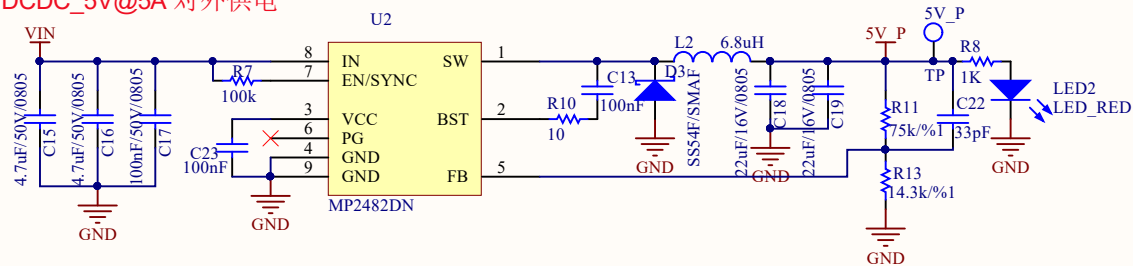 DCDC_5V@5A 对外供电
U2
VIN
8
IN
SW
1
7
EN/SYNC
R7
100k
3
VCC
BST
2
6
PG
4
GND
9
GND
FB
5
MP2482DN
C23
100nF
GND
4.7uF/50V/0805
C15
4.7uF/50V/0805
C16
100nF/50V/0805
C17
GND
C13
100nF
R10
10
D3
SS54F/SMAF
GND
L2
6.8uH
22uF/16V/0805
C18
22uF/16V/0805
C19
GND
5V_P
5V_P
TP
R8
1K
R11
75k/%1
C22
33pF
LED2
LED_RED
GND
R13
14.3k/%1
GND